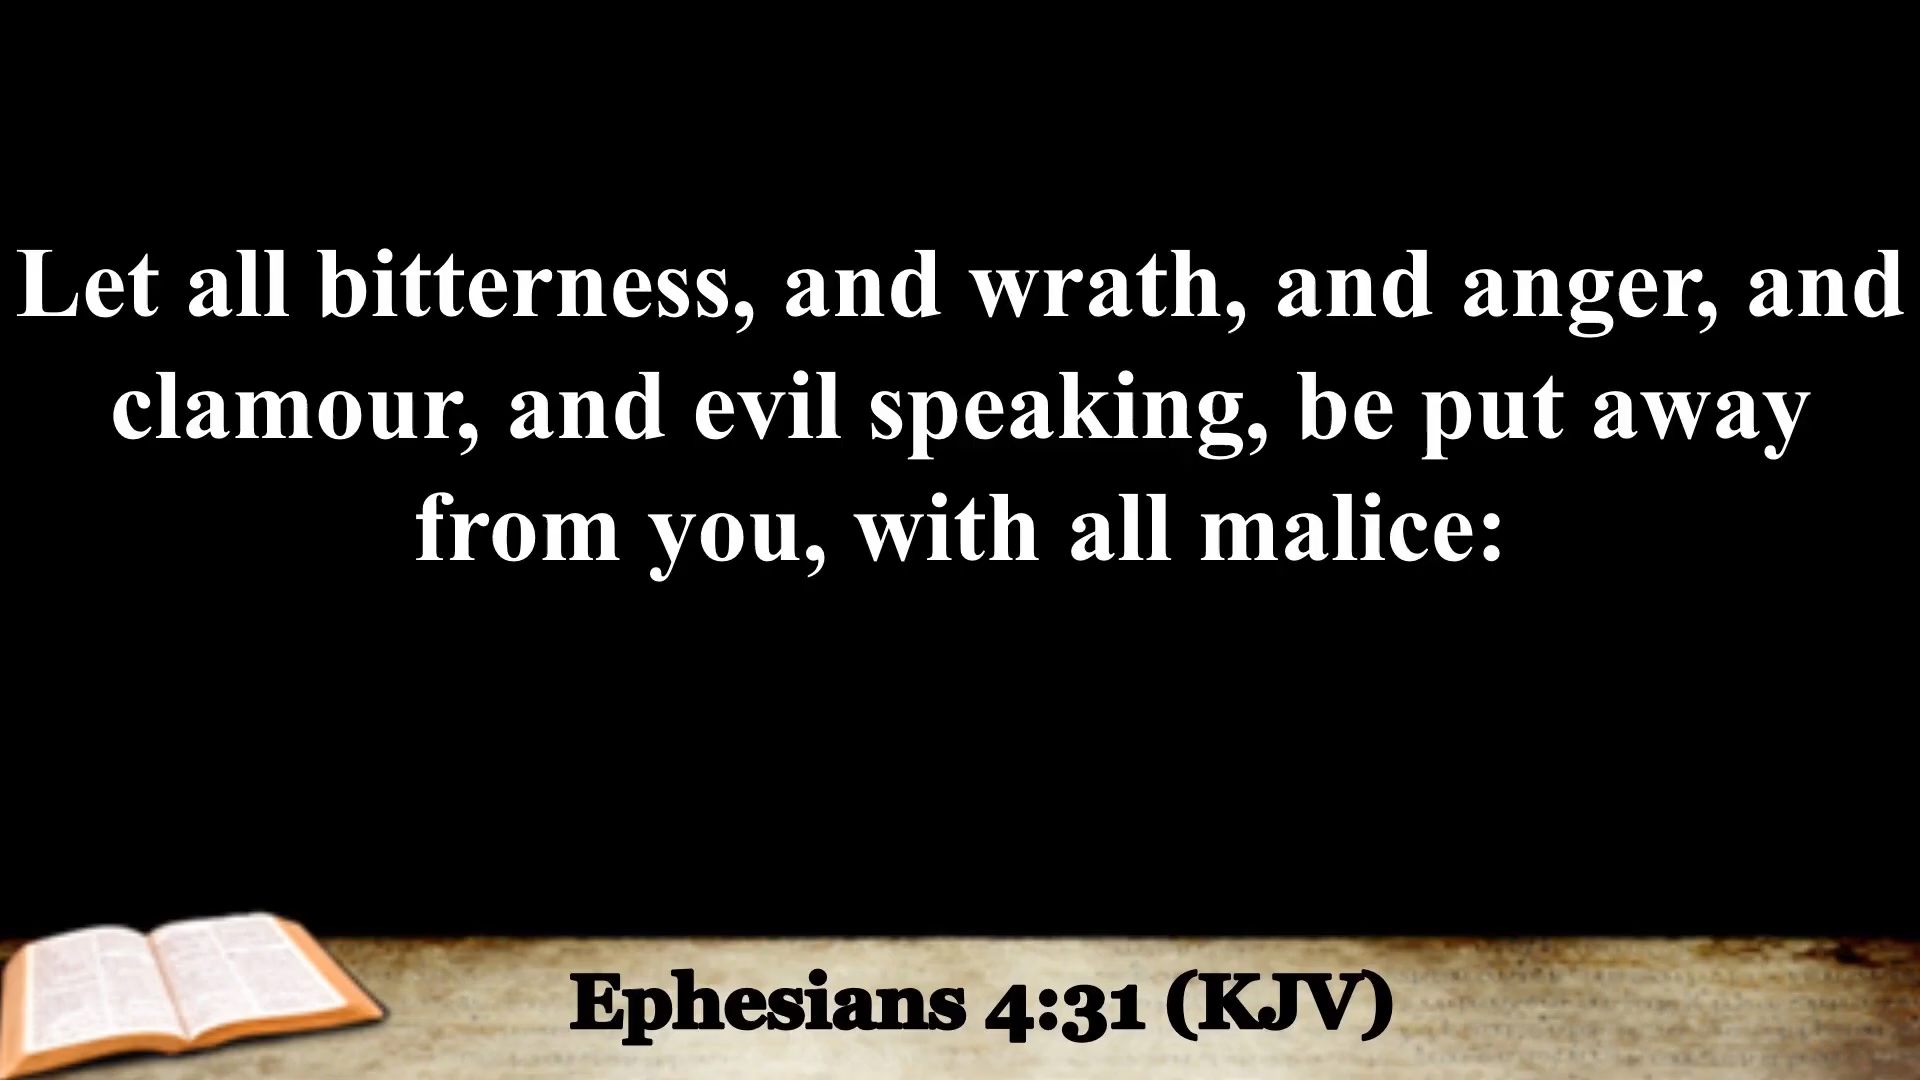 Let all bitterness, and wrath, and anger, and
clamour, and evil speaking, be put away
from you, with all malice:
Ephesians 4:31 (KJV)